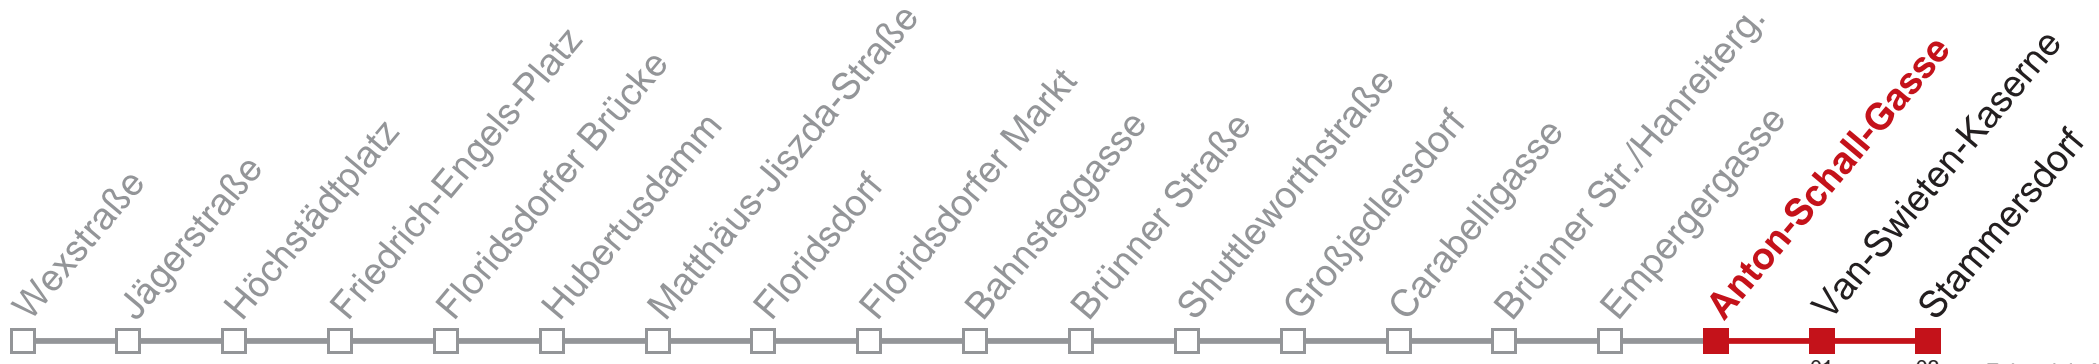 Wexstraße
Jägerstraße
Höchstädtplatz
Friedrich-Engels-Platz
Floridsdorfer Brücke
Hubertusdamm
Matthäus-Jiszda-Straße
Floridsdorf
Floridsdorfer Markt
Bahnsteggasse
Brünner Straße
Shuttleworthstraße
Großjedlersdorf
Carabelligasse
Brünner Str./Hanreiterg.
Empergergasse
Anton-Schall-Gasse
Van-Swieten-Kaserne
Stammersdorf